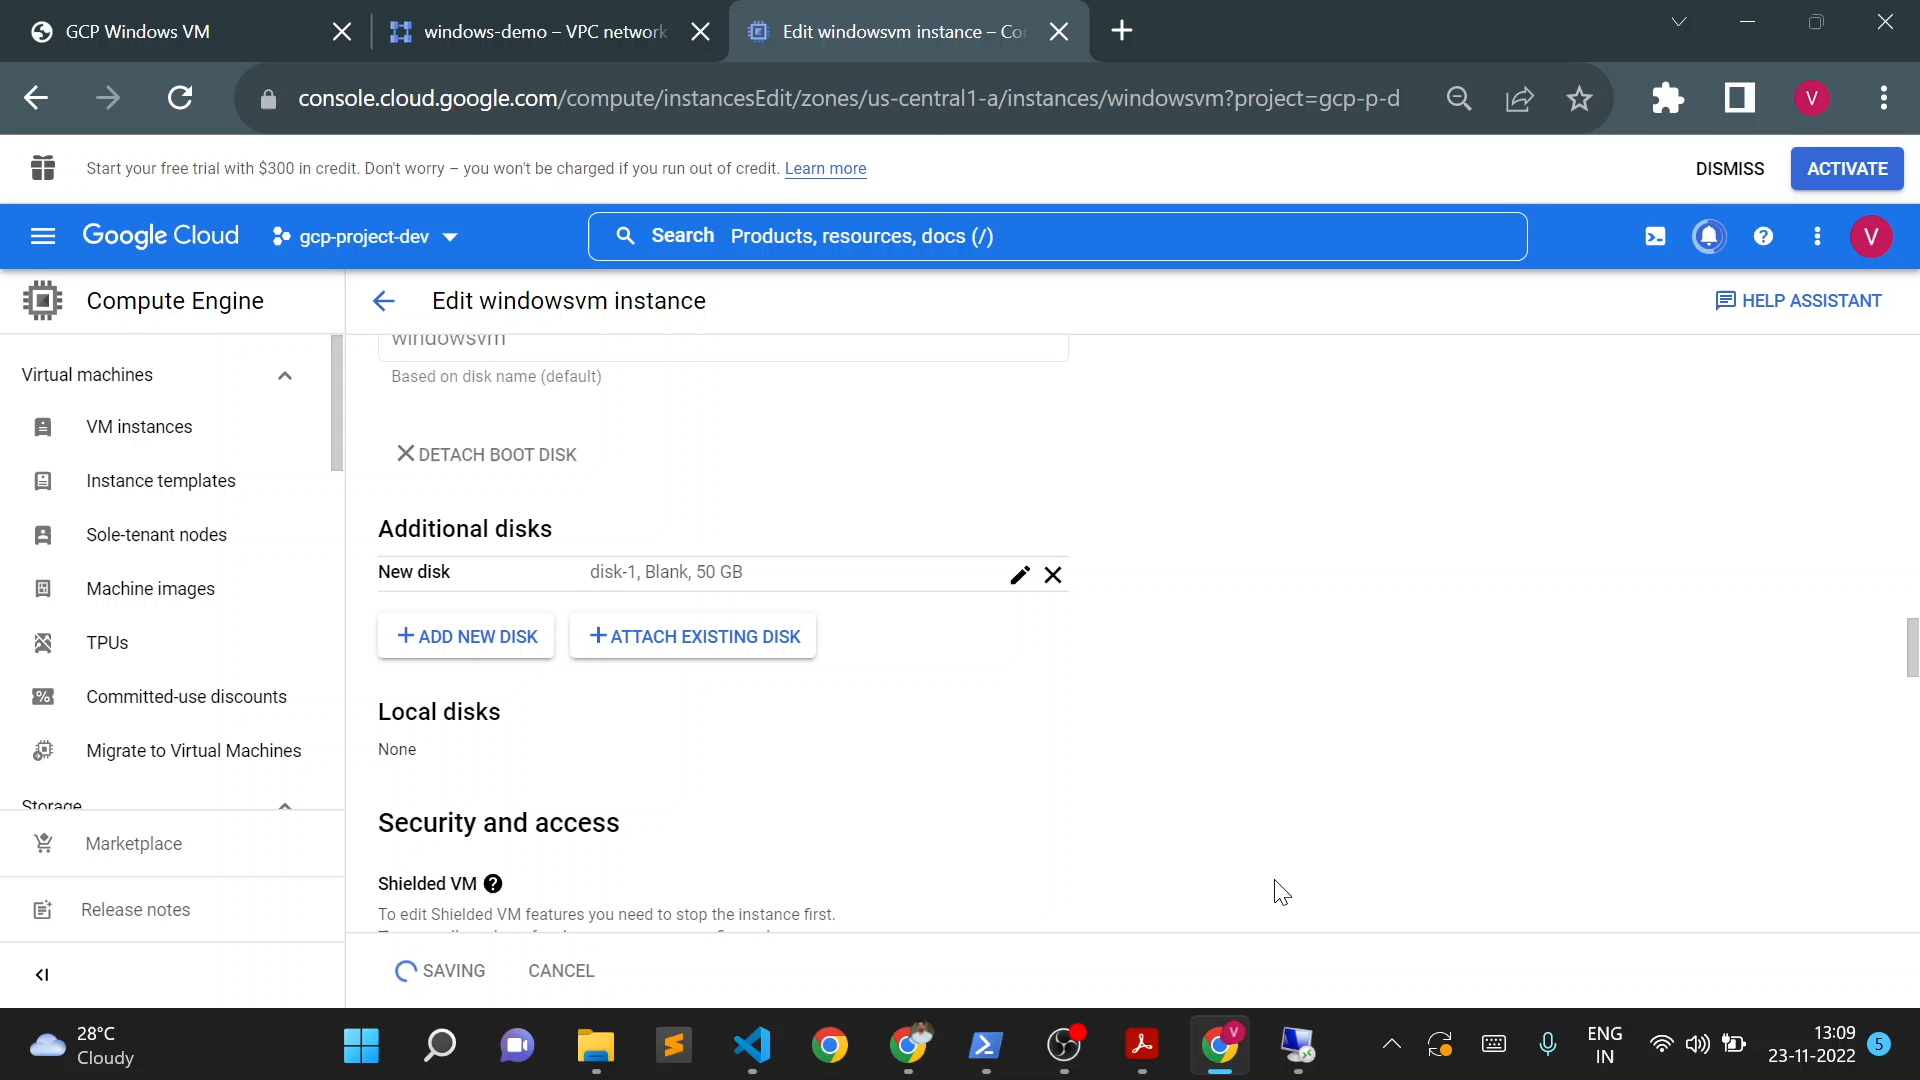 GCP Windows VM
windows-demo – VPC network
Edit windowsvm instance – Co
console.cloud.google.com/compute/instancesEdit/zones/us-central1-a/instances/windowsvm?project=gcp-p-d
V
Start your free trial with $300 in credit. Don't worry – you won't be charged if you run out of credit. Learn more
DISMISS
ACTIVATE
Google Cloud
gcp-project-dev
Search Products, resources, docs (/)
V
Compute Engine
Edit windowsvm instance
HELP ASSISTANT
Virtual machines
VM instances
Instance templates
Sole-tenant nodes
Machine images
TPUs
Committed-use discounts
Migrate to Virtual Machines
Storage
Marketplace
Release notes
windowsvm
Based on disk name (default)
DETACH BOOT DISK
Additional disks
New disk disk-1, Blank, 50 GB
+ ADD NEW DISK
+ ATTACH EXISTING DISK
Local disks
None
Security and access
Shielded VM
To edit Shielded VM features you need to stop the instance first.
SAVING
CANCEL
28°C
Cloudy
V
ENG
IN
13:09
23-11-2022
5